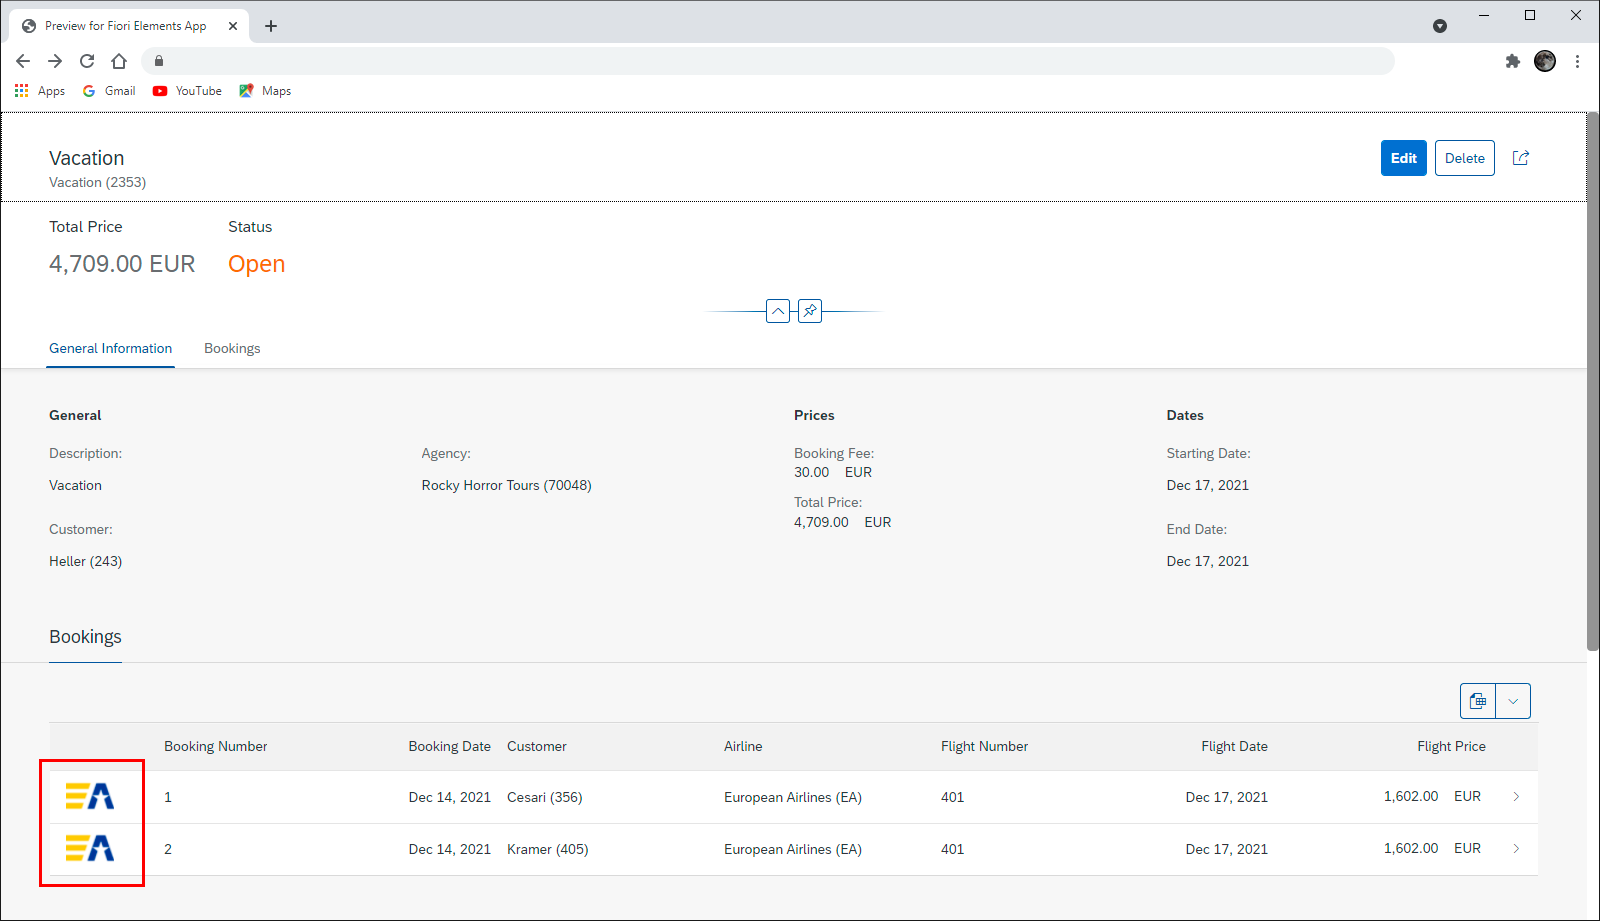 Preview for Fiori Elements App
Apps Gmail YouTube Maps
Vacation
Vacation (2353)
Edit Delete
Total Price Status
4,709.00 EUR Open
General Information Bookings
General Prices Dates
Description: Agency: Booking Fee: Starting Date:
30.00 EUR
Vacation Rocky Horror Tours (70048) Dec 17, 2021
Total Price:
4,709.00 EUR
Customer: End Date:
Heller (243) Dec 17, 2021
Bookings
Booking Number Booking Date Customer Airline Flight Number Flight Date Flight Price
EA 1 Dec 14, 2021 Cesari (356) European Airlines (EA) 401 Dec 17, 2021 1,602.00 EUR
EA 2 Dec 14, 2021 Kramer (405) European Airlines (EA) 401 Dec 17, 2021 1,602.00 EUR